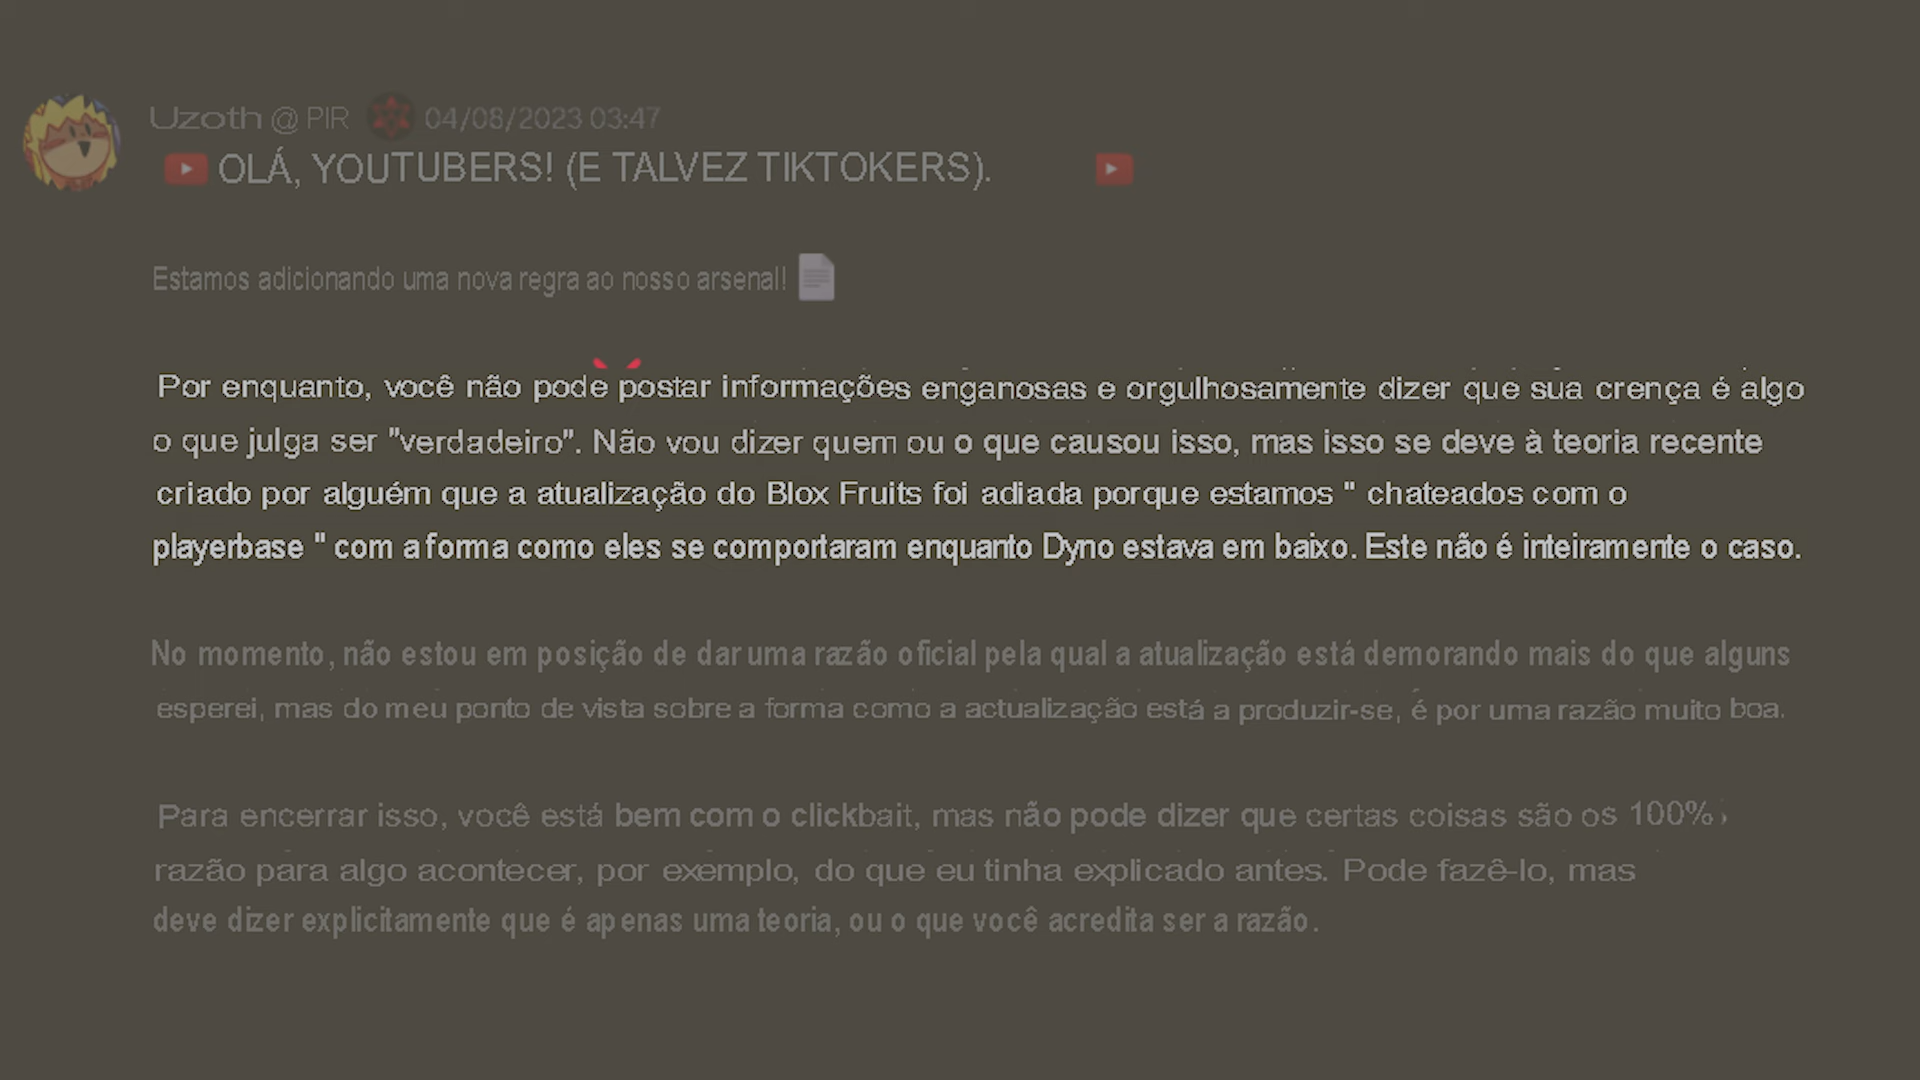 Uzoth @ PIR 04/08/2023 03:47
OLÁ, YOUTUBERS! (E TALVEZ TIKTOKERS).
Estamos adicionando uma nova regra ao nosso arsenal!
Por enquanto, você não pode postar informações enganosas e orgulhosamente dizer que sua crença é algo
o que julga ser "verdadeiro". Não vou dizer quem ou o que causou isso, mas isso se deve à teoria recente
criado por alguém que a atualização do Blox Fruits foi adiada porque estamos " chateados com o
playerbase " com a forma como eles se comportaram enquanto Dyno estava em baixo. Este não é inteiramente o caso.
No momento, não estou em posição de dar uma razão oficial pela qual a atualização está demorando mais do que alguns
esperei, mas do meu ponto de vista sobre a forma como a actualização está a produzir-se, é por uma razão muito boa.
Para encerrar isso, você está bem com o clickbait, mas não pode dizer que certas coisas são os 100%
razão para algo acontecer, por exemplo, do que eu tinha explicado antes. Pode fazê-lo, mas
deve dizer explicitamente que é apenas uma teoria, ou o que você acredita ser a razão.